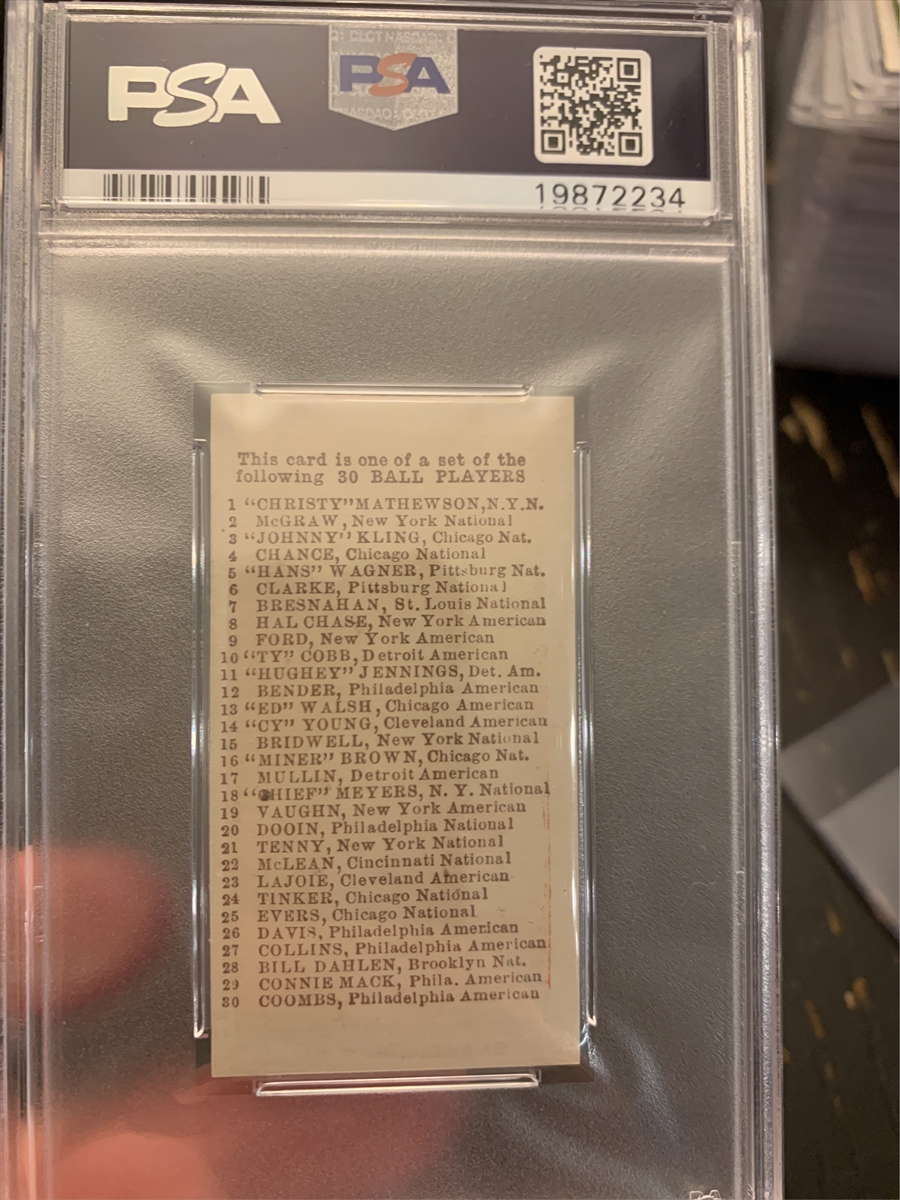 PSA
PSA
19872234
This card is one of a set of the
following 30 BALL PLAYERS
1 "CHRISTY" MATHEWSON, N.Y.N.
2 McGRAW, New York National
3 "JOHNNY" KLING, Chicago Nat.
4 CHANCE, Chicago National
5 "HANS" WAGNER, Pittsburg Nat.
6 CLARKE, Pittsburg National
7 BRESNAHAN, St. Louis National
8 HAL CHASE, New York American
9 FORD, New York American
10 "TY" COBB, Detroit American
11 "HUGHEY" JENNINGS, Det. Am.
12 BENDER, Philadelphia American
13 "ED" WALSH, Chicago American
14 "CY" YOUNG, Cleveland American
15 BRIDWELL, New York National
16 "MINER" BROWN, Chicago Nat.
17 MULLIN, Detroit American
18 "CHIEF" MEYERS, N. Y. National
19 VAUGHN, New York American
20 DOOIN, Philadelphia National
21 TENNY, New York National
22 McLEAN, Cincinnati National
23 LAJOIE, Cleveland American
24 TINKER, Chicago National
25 EVERS, Chicago National
26 DAVIS, Philadelphia American
27 COLLINS, Philadelphia American
28 BILL DAHLEN, Brooklyn Nat.
29 CONNIE MACK, Phila. American
30 COOMBS, Philadelphia American